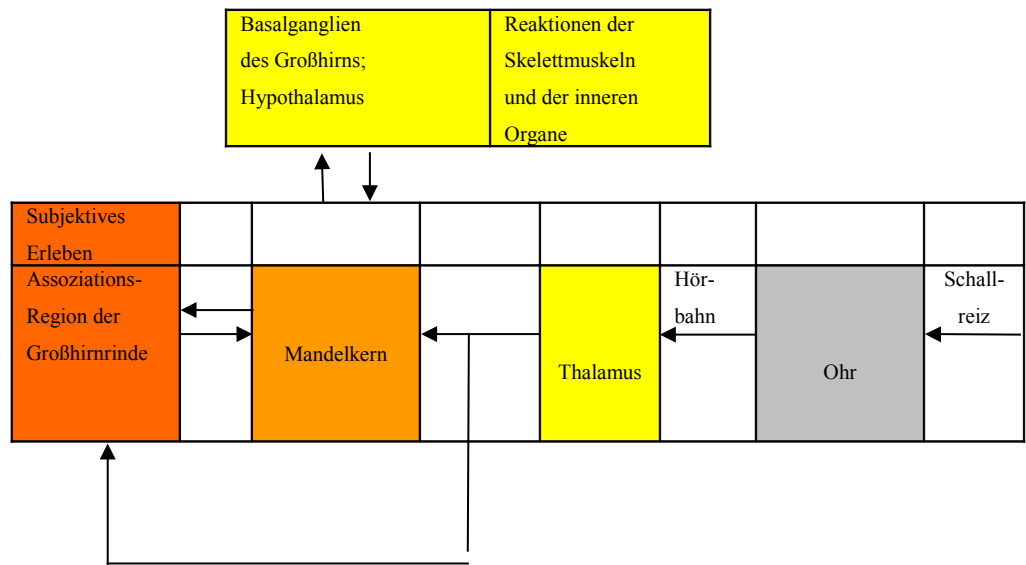 Basalganglien
des Großhirns;
Hypothalamus
Reaktionen der
Skelettmuskeln
und der inneren
Organe
Subjektives
Erleben
Assoziations-
Region der
Großhirnrinde
Mandelkern
Thalamus
Hör-
bahn
Ohr
Schall-
reiz